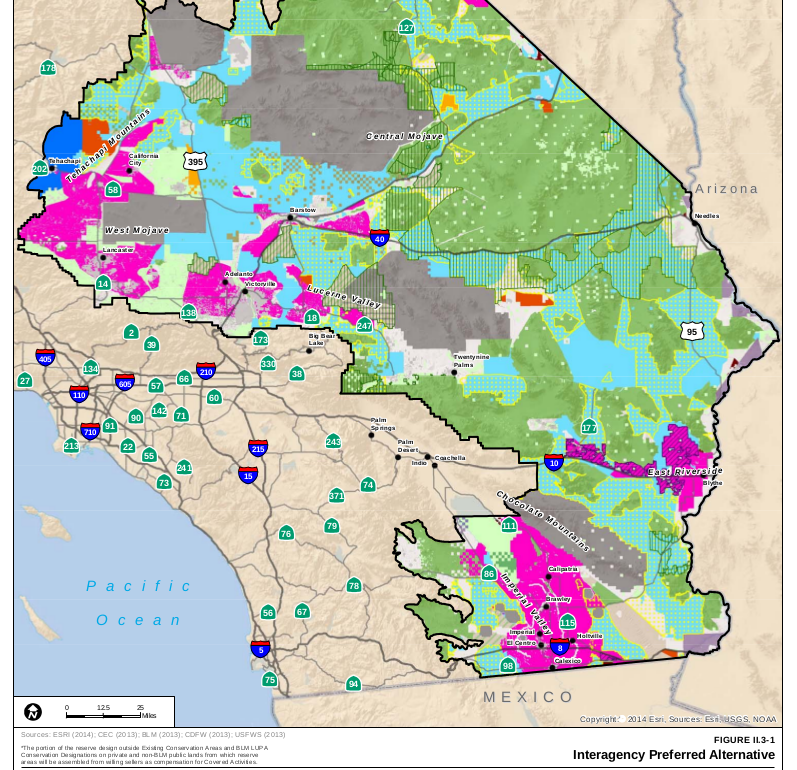 127
178
Central Mojave
Tehachapi Mountains
Tehachapi
California
City
395
202
58
Arizona
Barstow
Needles
West Mojave
40
Lancaster
Adelanto
Victorville
14
Lucerne Valley
138
18
247
2
173
Big Bear
Lake
95
39
405
Twentynine
Palms
134
330
210
38
27
605
57
66
110
60
142
71
90
91
Palm
Springs
177
710
213
22
215
243
Palm
Desert
Coachella
Indio
10
55
241
15
East Riverside
73
74
Blythe
371
Chocolate Mountains
111
79
76
Calipatria
86
Pacific
78
Imperial Valley
Brawley
56
67
Ocean
115
Imperial
Holtville
El Centro
5
8
98
Calexico
75
94
MEXICO
0 12.5 25
Miles
N
Copyright:© 2014 Esri, Sources: Esri, USGS, NOAA
Sources: ESRI (2014); CEC (2013); BLM (2013); CDFW (2013); USFWS (2013)
FIGURE II.3-1
*The portion of the reserve design outside Existing Conservation Areas and BLM LUPA
Conservation Designations on private and non-BLM public lands from which reserve
areas will be assembled from willing sellers as compensation for Covered Activities.
Interagency Preferred Alternative